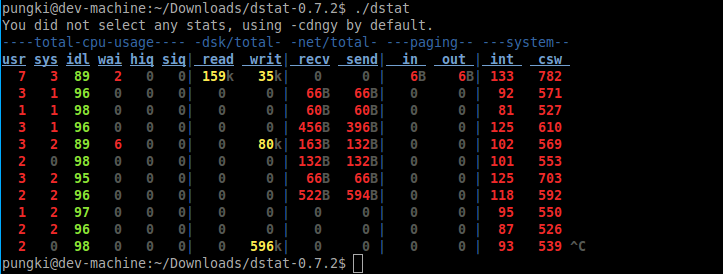 pungki@dev-machine:~/Downloads/dstat-0.7.2$ ./dstat
You did not select any stats, using -cdngy by default.
----total-cpu-usage---- -dsk/total- -net/total- ---paging-- ---system--
usr sys idl wai hiq siq| read  writ| recv  send|  in   out | int   csw
  7   3  89   2   0   0| 159k   35k|   0     0 |   6B    6B| 133   782
  3   1  96   0   0   0|   0     0 |  66B   66B|   0     0 |  92   571
  1   1  98   0   0   0|   0     0 |  60B   60B|   0     0 |  81   527
  3   1  96   0   0   0|   0     0 | 456B  396B|   0     0 | 125   610
  3   2  89   6   0   0|   0    80k| 163B  132B|   0     0 | 102   569
  2   0  98   0   0   0|   0     0 | 132B  132B|   0     0 | 101   553
  3   2  95   0   0   0|   0     0 |  66B   66B|   0     0 | 125   703
  2   2  96   0   0   0|   0     0 | 522B  594B|   0     0 | 118   592
  1   2  97   0   0   0|   0     0 |   0     0 |   0     0 |  95   550
  2   2  96   0   0   0|   0     0 |   0     0 |   0     0 |  87   526
  2   0  98   0   0   0|   0   596k|   0     0 |   0     0 |  93   539 ^C
pungki@dev-machine:~/Downloads/dstat-0.7.2$